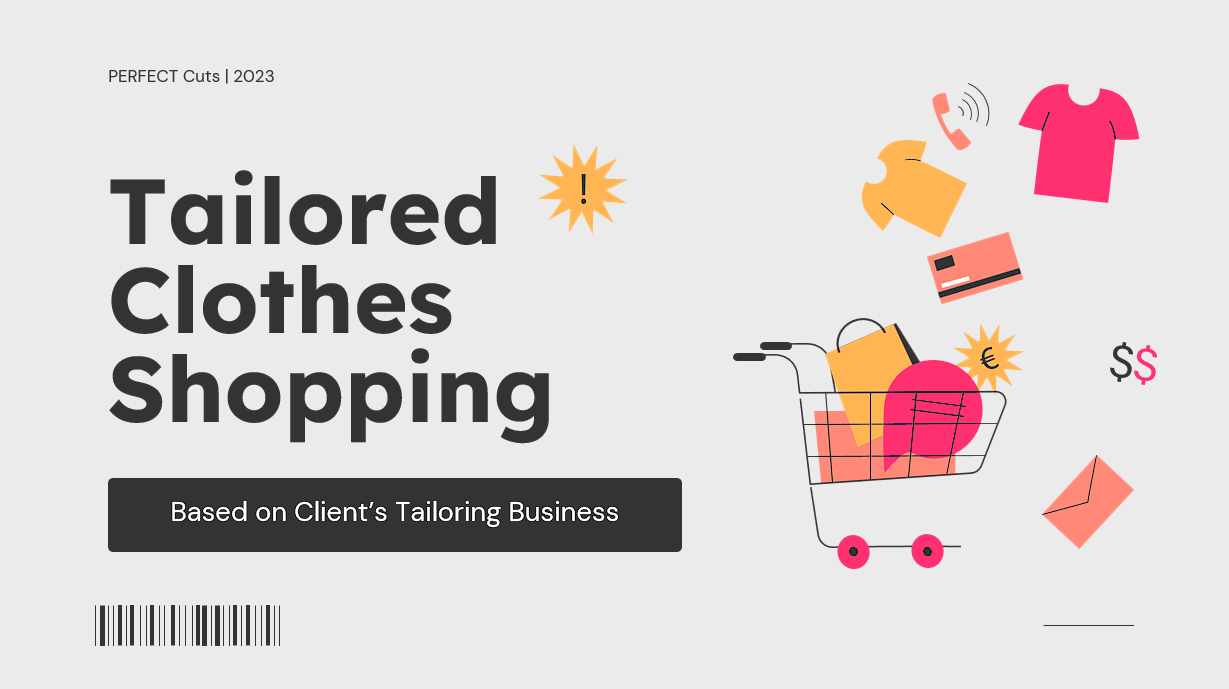 PERFECT Cuts | 2023
Tailored
!
Clothes
Shopping
€
$$
Based on Client’s Tailoring Business